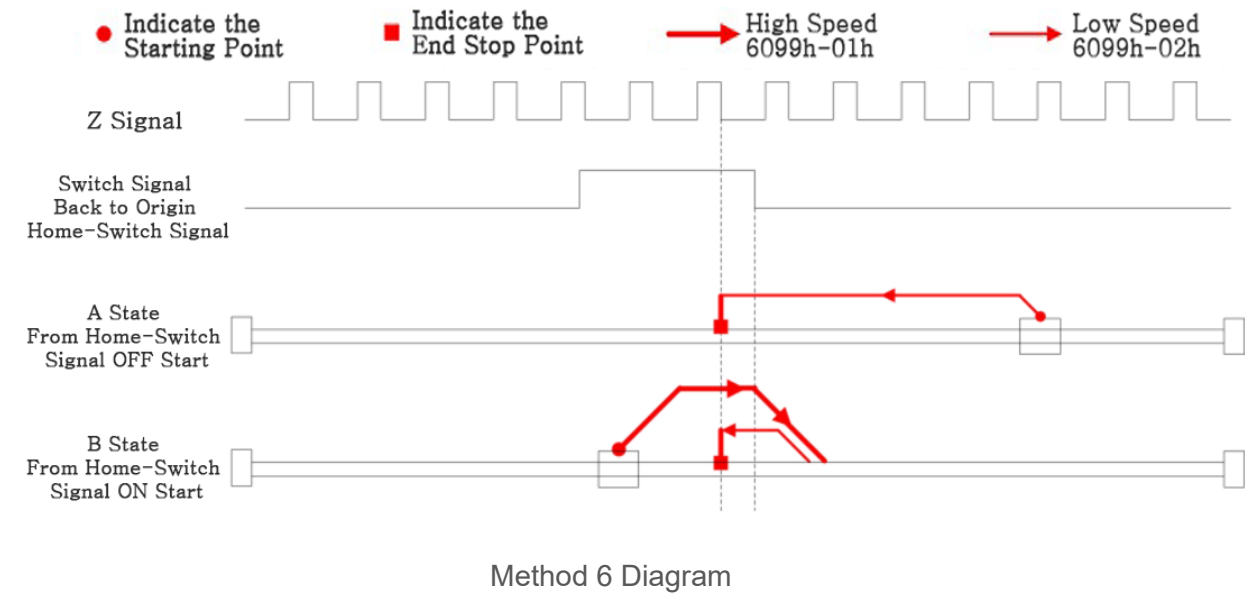 Indicate the
Starting Point
Indicate the
End Stop Point
High Speed
6099h-01h
Low Speed
6099h-02h
Z Signal
Switch Signal
Back to Origin
Home-Switch Signal
A State
From Home-Switch
Signal OFF Start
B State
From Home-Switch
Signal ON Start
Method 6 Diagram